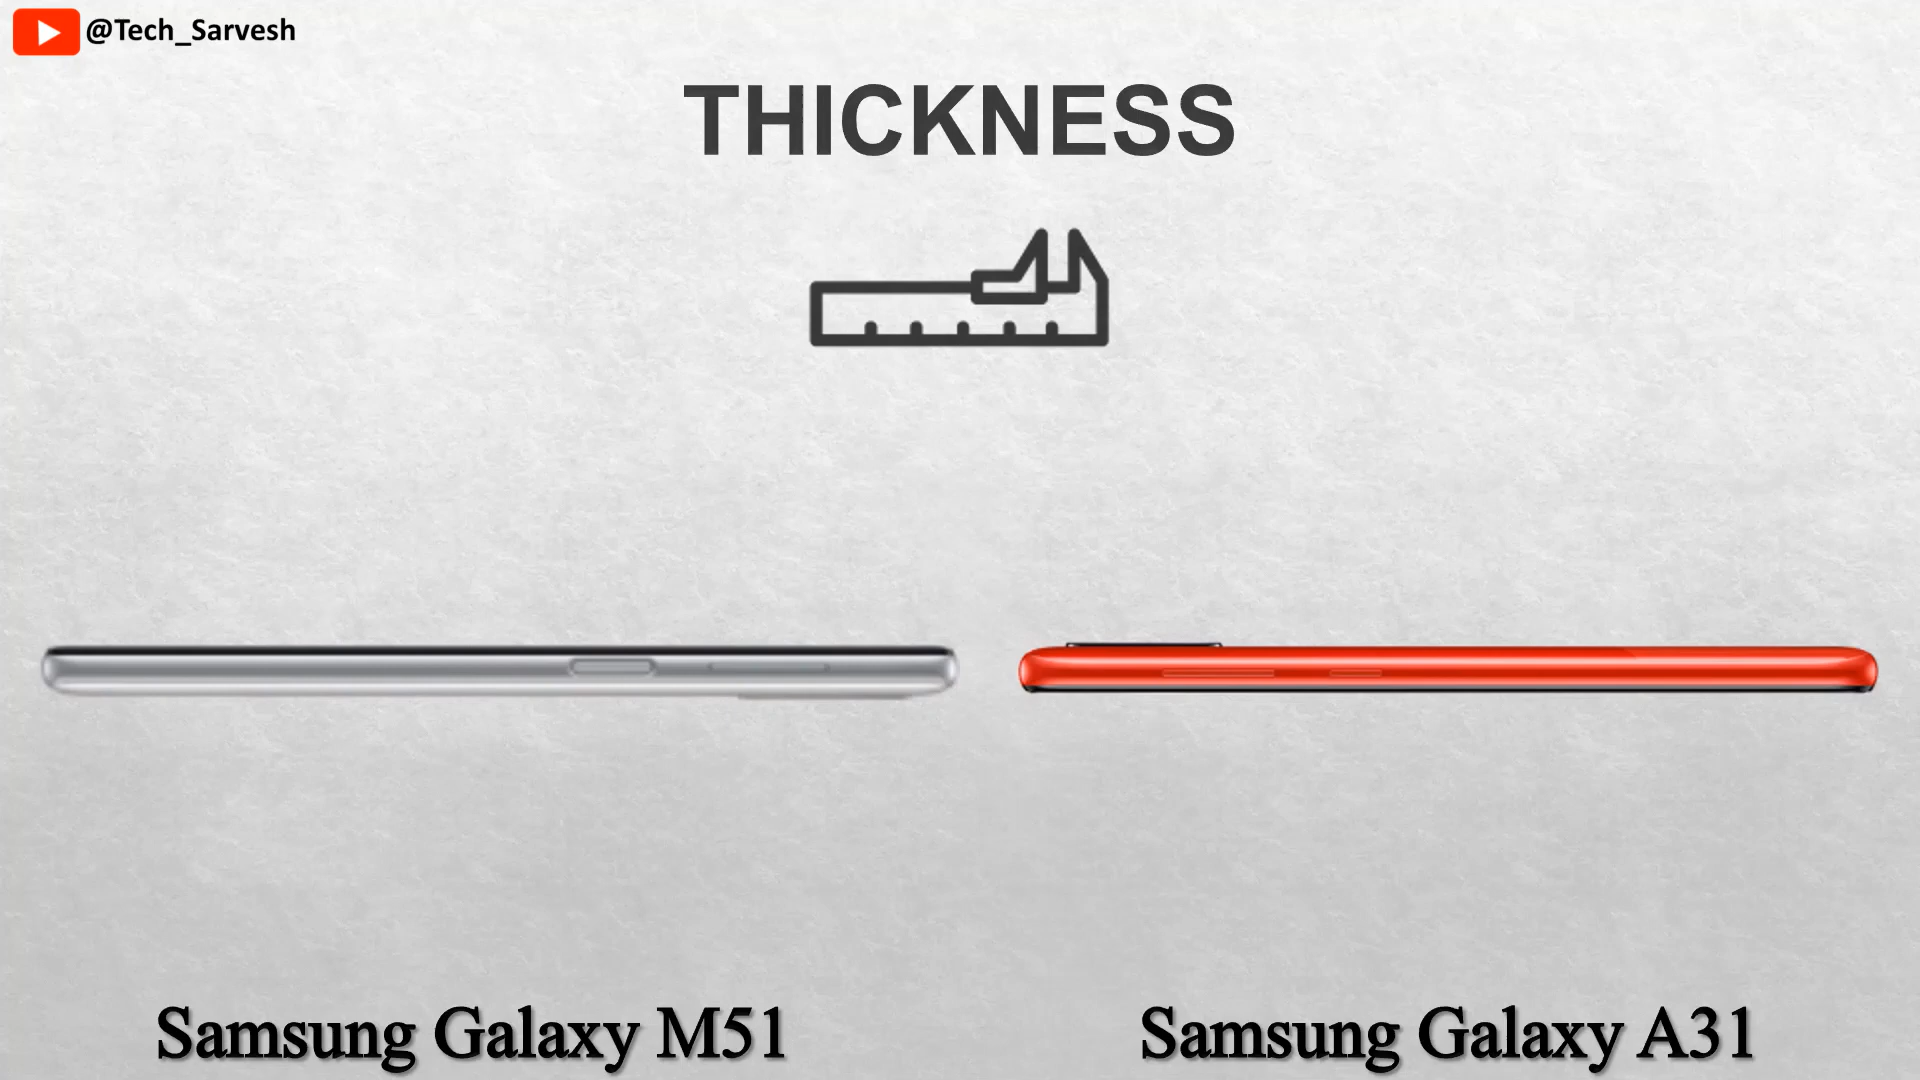 @Tech_Sarvesh
THICKNESS
Samsung Galaxy M51
Samsung Galaxy A31